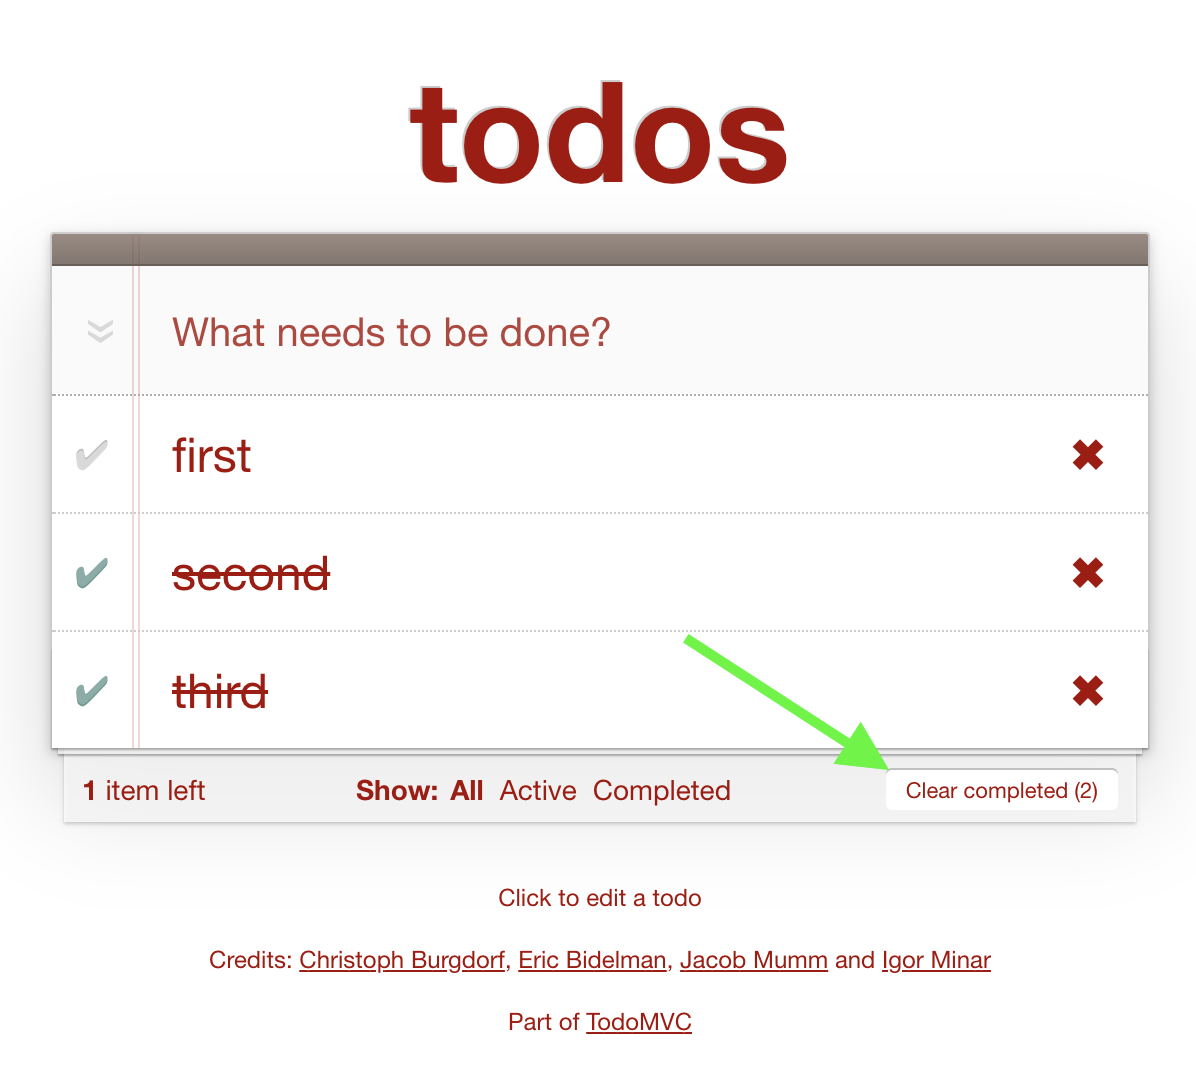 todos
What needs to be done?
first
second
third
1 item left Show: All Active Completed Clear completed (2)
Click to edit a todo
Credits: Christoph Burgdorf, Eric Bidelman, Jacob Mumm and Igor Minar
Part of TodoMVC